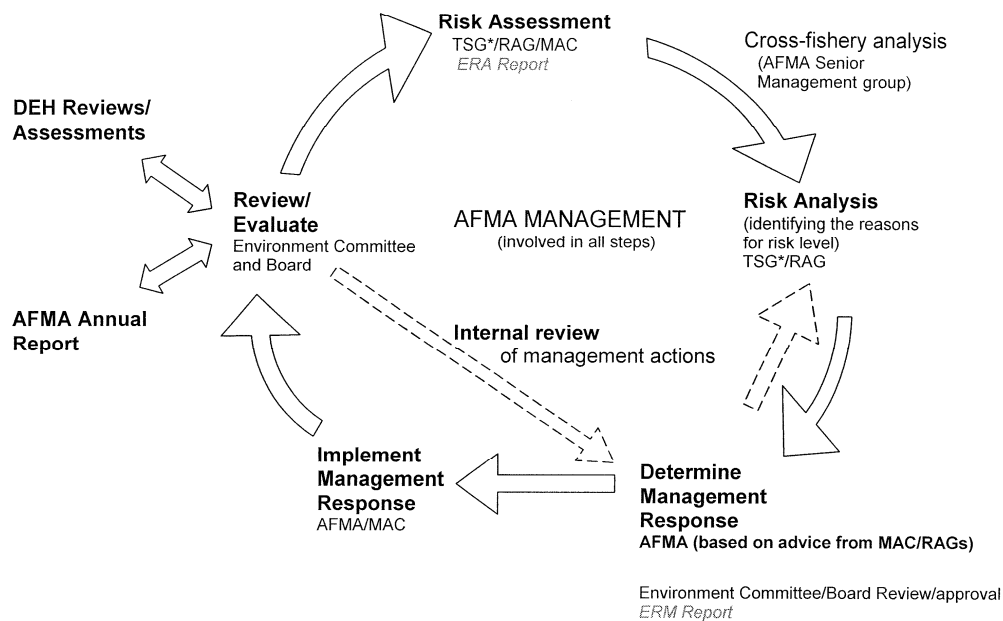 Risk Assessment
TSG*/RAG/MAC
ERA Report
Cross-fishery analysis
(AFMA Senior
Management group)
DEH Reviews/
Assessments
Review/
Evaluate
Environment Committee
and Board
AFMA MANAGEMENT
(involved in all steps)
Risk Analysis
(identifying the reasons
for risk level)
TSG*/RAG
AFMA Annual
Report
Internal review
of management actions
Implement
Management
Response
AFMA/MAC
Determine
Management
Response
AFMA (based on advice from MAC/RAGs)
Environment Committee/Board Review/approval
ERM Report